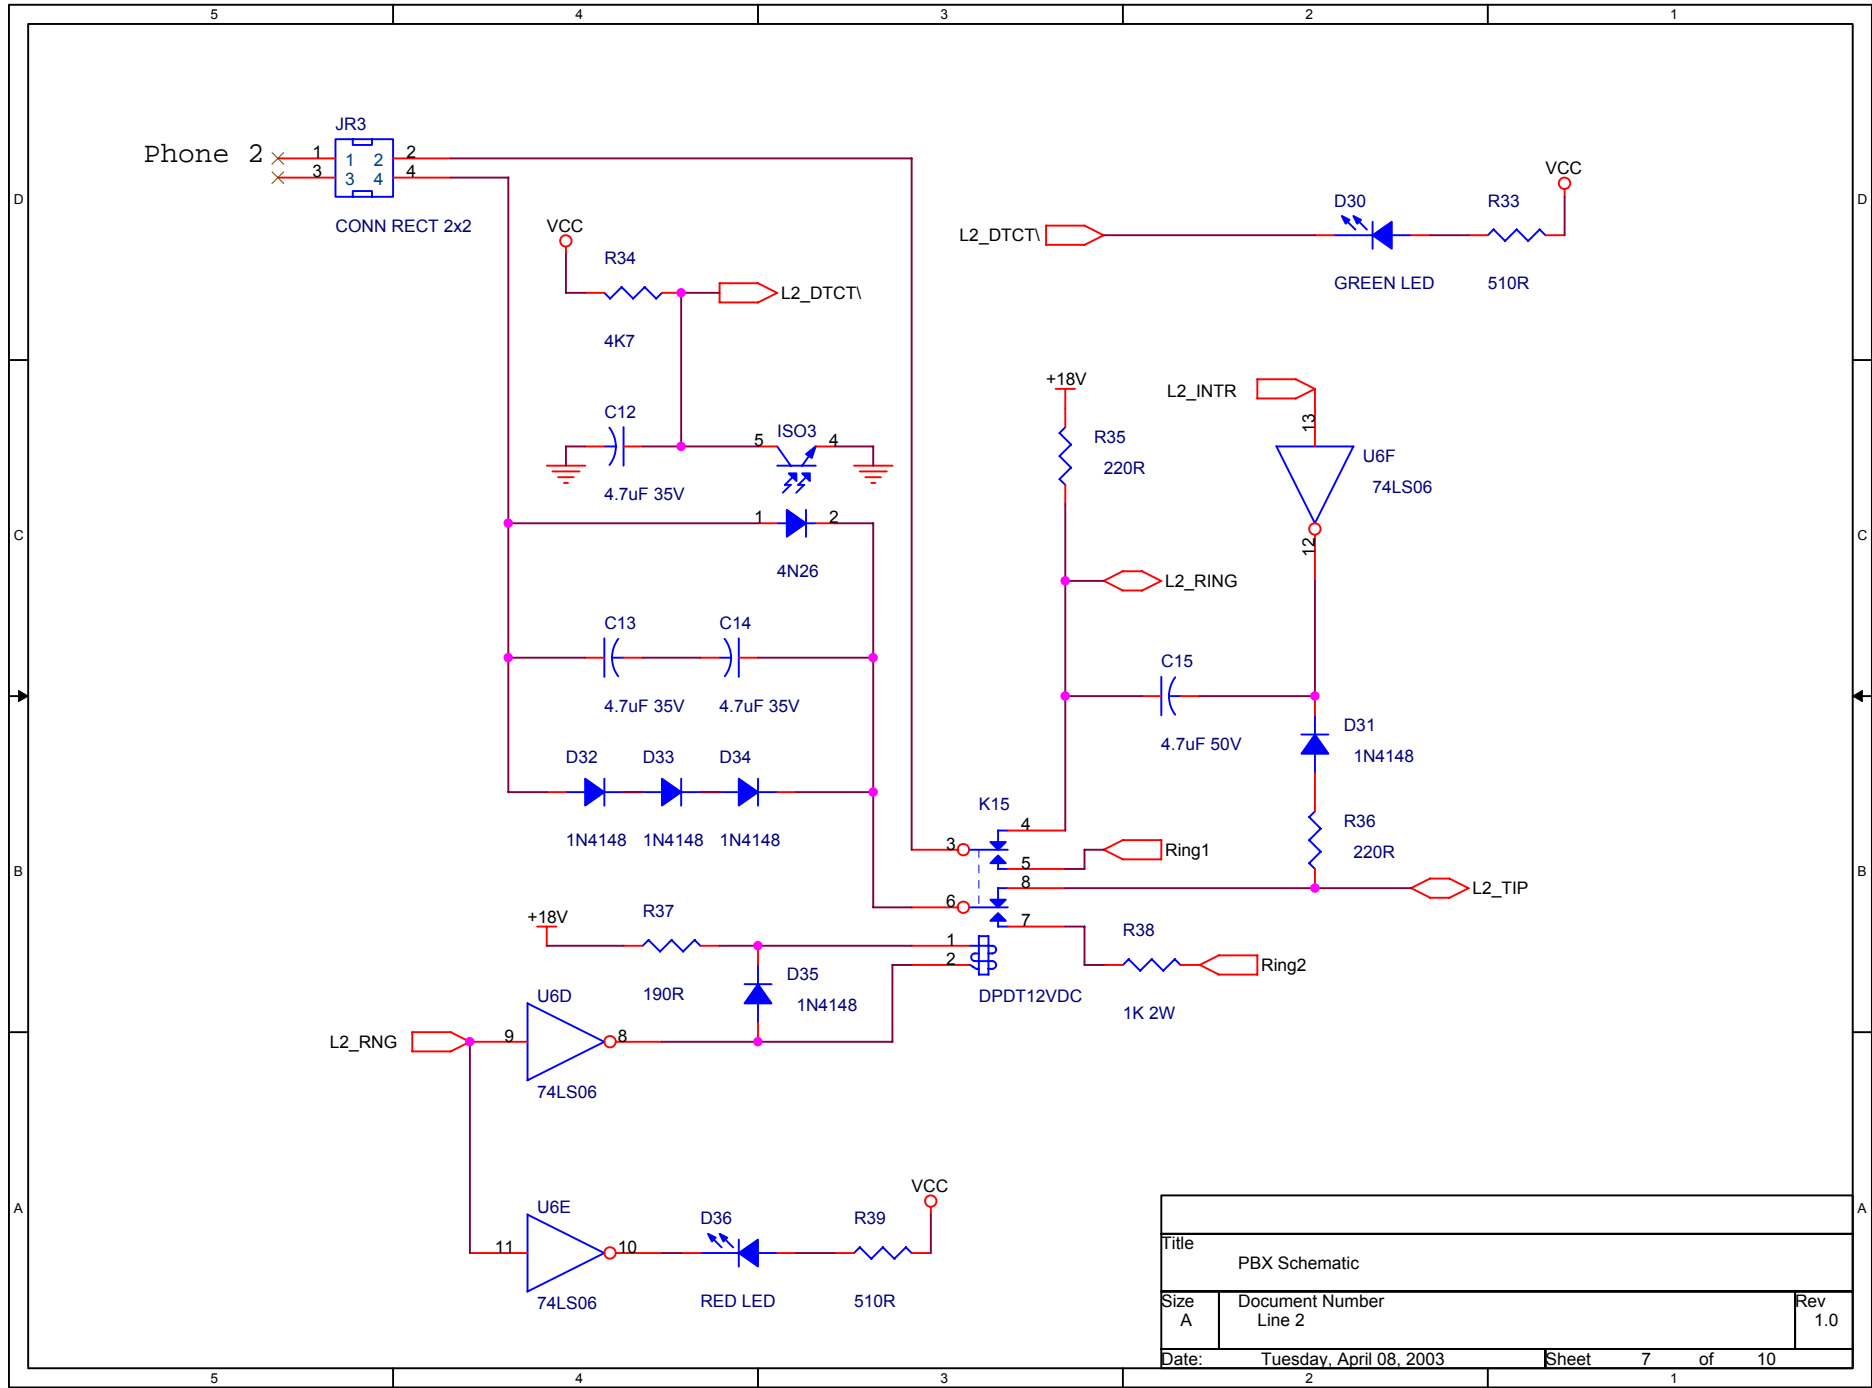 5 4 3 2 1
JR3
Phone 2
1 1 2 2
3 3 4 4
CONN RECT 2x2
D D
VCC
R34
L2_DTCT\
4K7
L2_DTCT\
D30
R33
VCC
GREEN LED
510R
C12
4.7uF 35V
ISO3
5 4
1 2
4N26
+18V
R35
220R
L2_INTR
13
U6F
74LS06
12
L2_RING
C C
C13
4.7uF 35V
C14
4.7uF 35V
C15
4.7uF 50V
D31
1N4148
D32
D33
D34
1N4148
1N4148
1N4148
R36
220R
K15
3
4
5
Ring1
8
6
7
L2_TIP
B B
+18V
R37
190R
1
2
D35
1N4148
DPDT12VDC
R38
1K 2W
Ring2
U6D
L2_RNG
9 8
74LS06
U6E
11 10
74LS06
D36
RED LED
R39
510R
VCC
A A
Title
PBX Schematic
Size
A
Document Number
Line 2
Rev
1.0
Date: Tuesday, April 08, 2003
Sheet 7 of 10
5 4 3 2 1